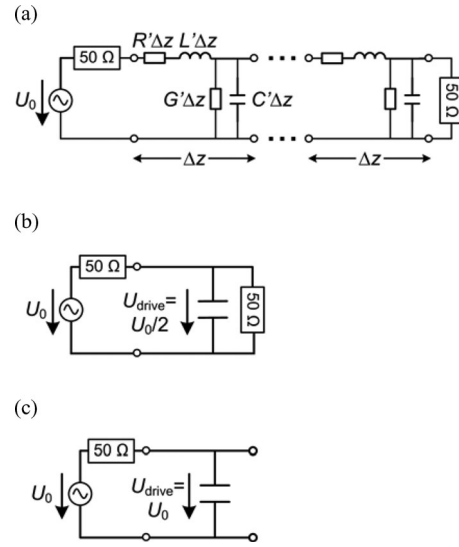 (a)
50 Ω R'Δz L'Δz
U0 G'Δz C'Δz 50 Ω
Δz Δz
(b)
50 Ω
U0 Udrive= 50 Ω
U0/2
(c)
50 Ω
U0 Udrive=
U0